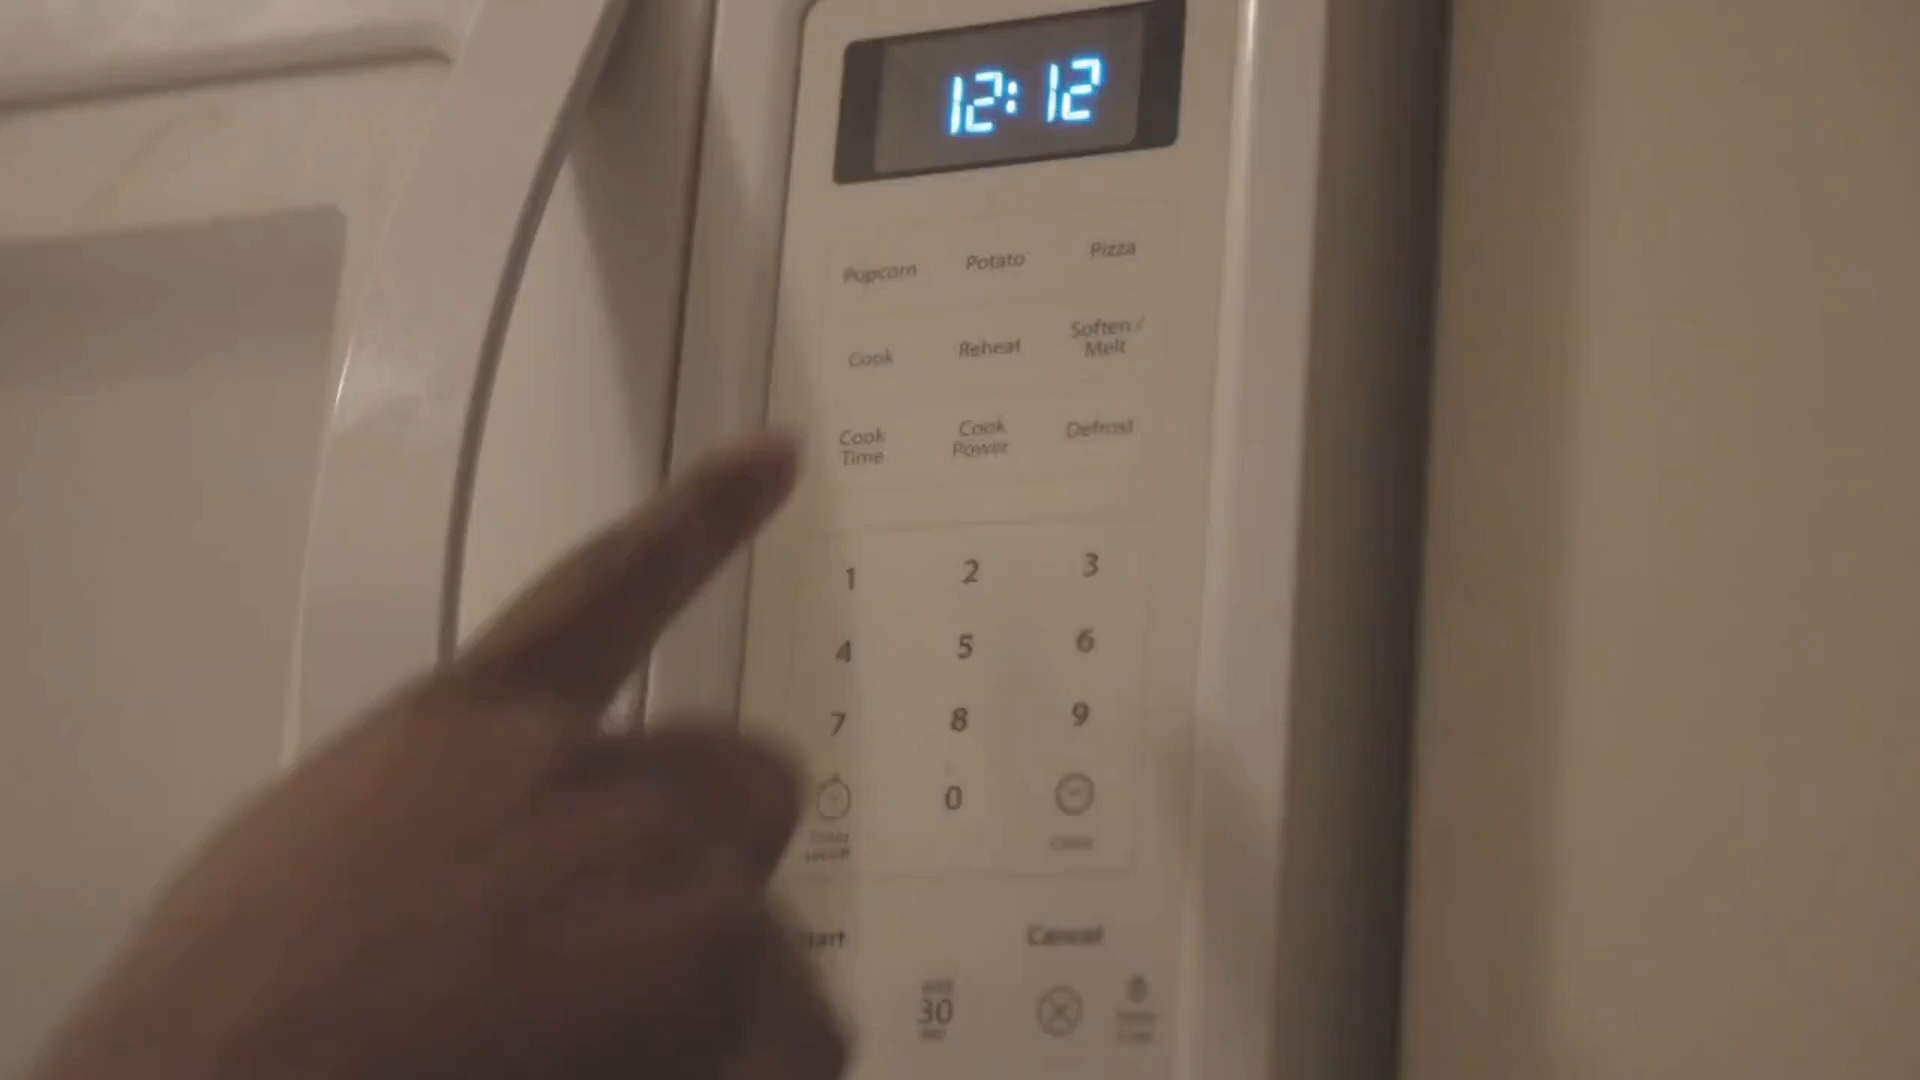 12:12
Popcorn Potato Pizza
Cook Reheat Soften / Melt
Cook Time Cook Power Defrost
1 2 3
4 5 6
7 8 9
0
Cancel
30